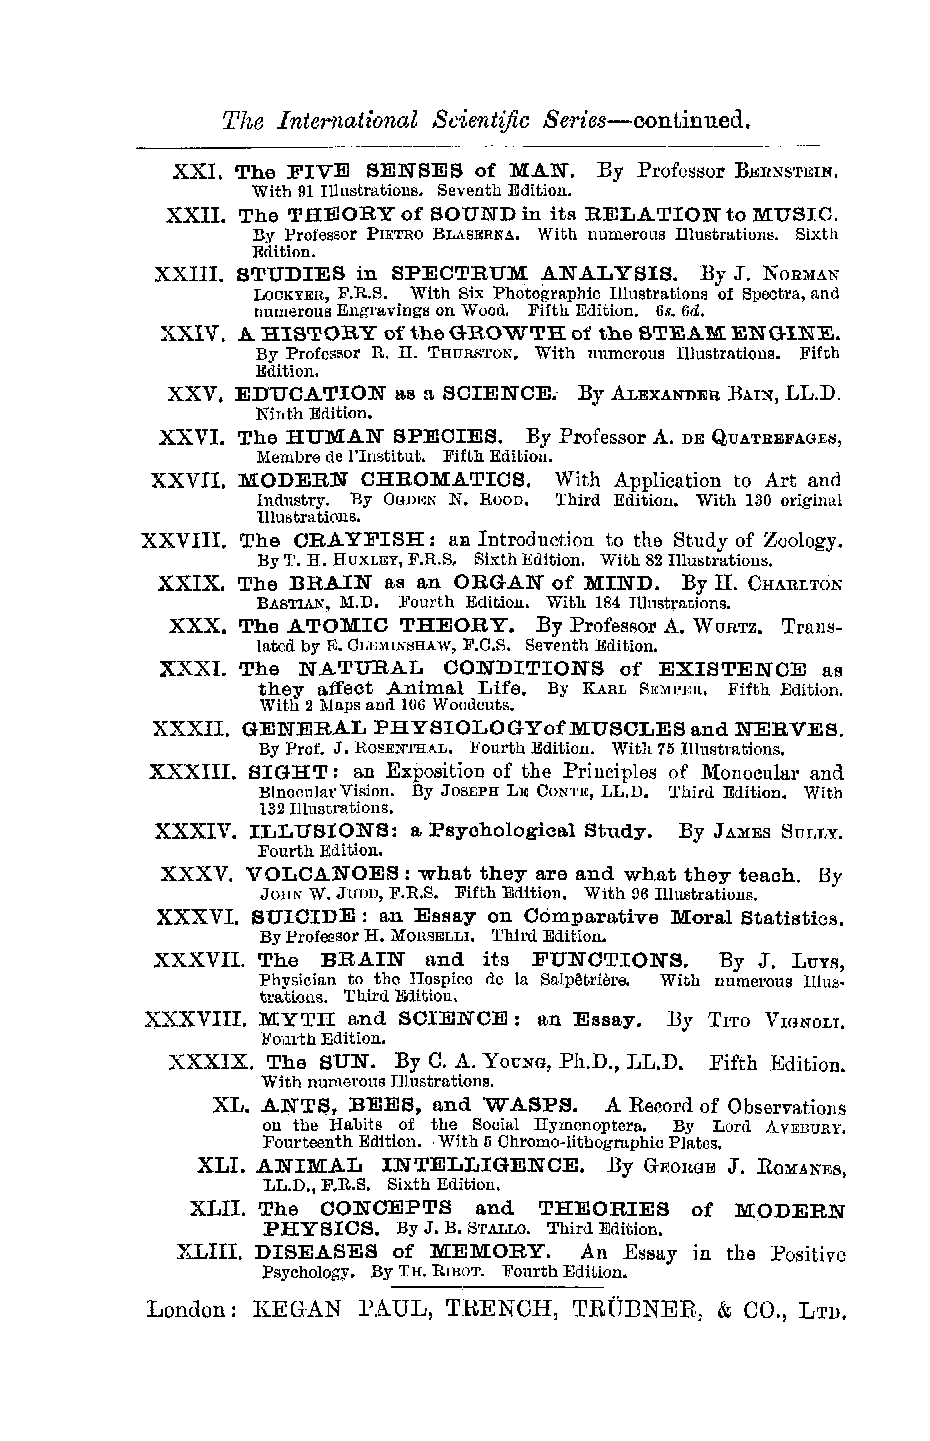 The International Scientific Series—continued.
XXI. The FIVE SENSES of MAN. By Professor BERNSTEIN.
With 91 Illustrations. Seventh Edition.
XXII. The THEORY of SOUND in its RELATION to MUSIC.
By Professor PIETRO BLASERNA. With numerous Illustrations. Sixth
Edition.
XXIII. STUDIES in SPECTRUM ANALYSIS. By J. NORMAN
LOCKYER, F.R.S. With Six Photographic Illustrations of Spectra, and
numerous Engravings on Wood. Fifth Edition. 6s. 6d.
XXIV. A HISTORY of the GROWTH of the STEAM ENGINE.
By Professor R. H. THURSTON. With numerous Illustrations. Fifth
Edition.
XXV. EDUCATION as a SCIENCE. By ALEXANDER BAIN, LL.D.
Ninth Edition.
XXVI. The HUMAN SPECIES. By Professor A. DE QUATREFAGES,
Membre de l'Institut. Fifth Edition.
XXVII. MODERN CHROMATICS. With Application to Art and
Industry. By OGDEN N. ROOD. Third Edition. With 130 original
Illustrations.
XXVIII. The CRAYFISH: an Introduction to the Study of Zoology.
By T. H. HUXLEY, F.R.S. Sixth Edition. With 82 Illustrations.
XXIX. The BRAIN as an ORGAN of MIND. By H. CHARLTON
BASTIAN, M.D. Fourth Edition. With 184 Illustrations.
XXX. The ATOMIC THEORY. By Professor A. WURTZ. Trans-
lated by E. CLEMINSHAW, F.C.S. Seventh Edition.
XXXI. The NATURAL CONDITIONS of EXISTENCE as
they affect Animal Life. By KARL SEMPER. Fifth Edition.
With 2 Maps and 106 Woodcuts.
XXXII. GENERAL PHYSIOLOGY of MUSCLES and NERVES.
By Prof. J. ROSENTHAL. Fourth Edition. With 75 Illustrations.
XXXIII. SIGHT: an Exposition of the Principles of Monocular and
Binocular Vision. By JOSEPH LE CONTE, LL.D. Third Edition. With
132 Illustrations.
XXXIV. ILLUSIONS: a Psychological Study. By JAMES SULLY.
Fourth Edition.
XXXV. VOLCANOES: what they are and what they teach. By
JOHN W. JUDD, F.R.S. Fifth Edition. With 96 Illustrations.
XXXVI. SUICIDE: an Essay on Comparative Moral Statistics.
By Professor H. MORSELLI. Third Edition.
XXXVII. The BRAIN and its FUNCTIONS. By J. LUYS,
Physician to the Hospice de la Salpêtrière. With numerous Illus-
trations. Third Edition.
XXXVIII. MYTH and SCIENCE: an Essay. By TITO VIGNOLI.
Fourth Edition.
XXXIX. The SUN. By C. A. YOUNG, Ph.D., LL.D. Fifth Edition.
With numerous Illustrations.
XL. ANTS, BEES, and WASPS. A Record of Observations
on the Habits of the Social Hymenoptera. By Lord AVEBURY.
Fourteenth Edition. With 5 Chromo-lithographic Plates.
XLI. ANIMAL INTELLIGENCE. By GEORGE J. ROMANES,
LL.D., F.R.S. Sixth Edition.
XLII. The CONCEPTS and THEORIES of MODERN
PHYSICS. By J. B. STALLO. Third Edition.
XLIII. DISEASES of MEMORY. An Essay in the Positive
Psychology. By TH. RIBOT. Fourth Edition.
London: KEGAN PAUL, TRENCH, TRÜBNER, & CO., LTD.